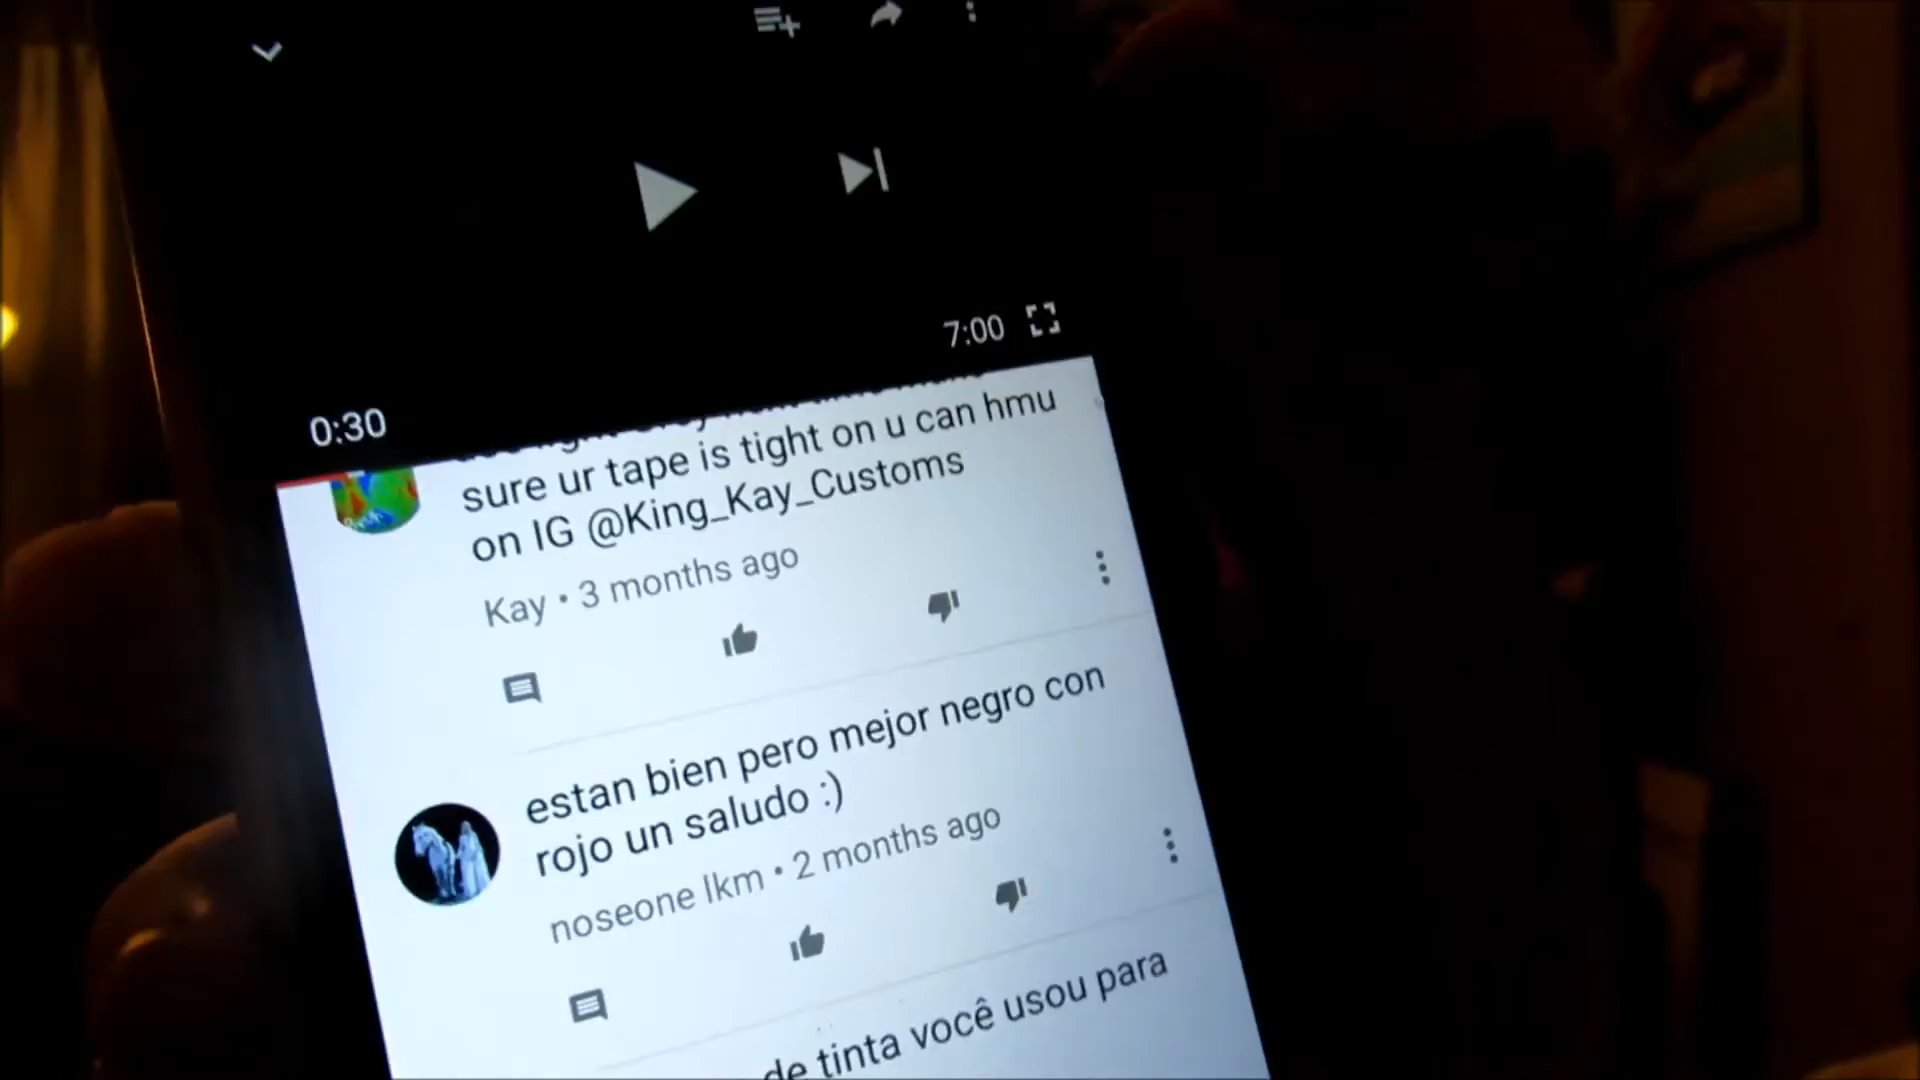 7:00
0:30
sure ur tape is tight on u can hmu
on IG @King_Kay_Customs
Kay • 3 months ago
estan bien pero mejor negro con
rojo un saludo :)
noseone lkm • 2 months ago
de tinta você usou para